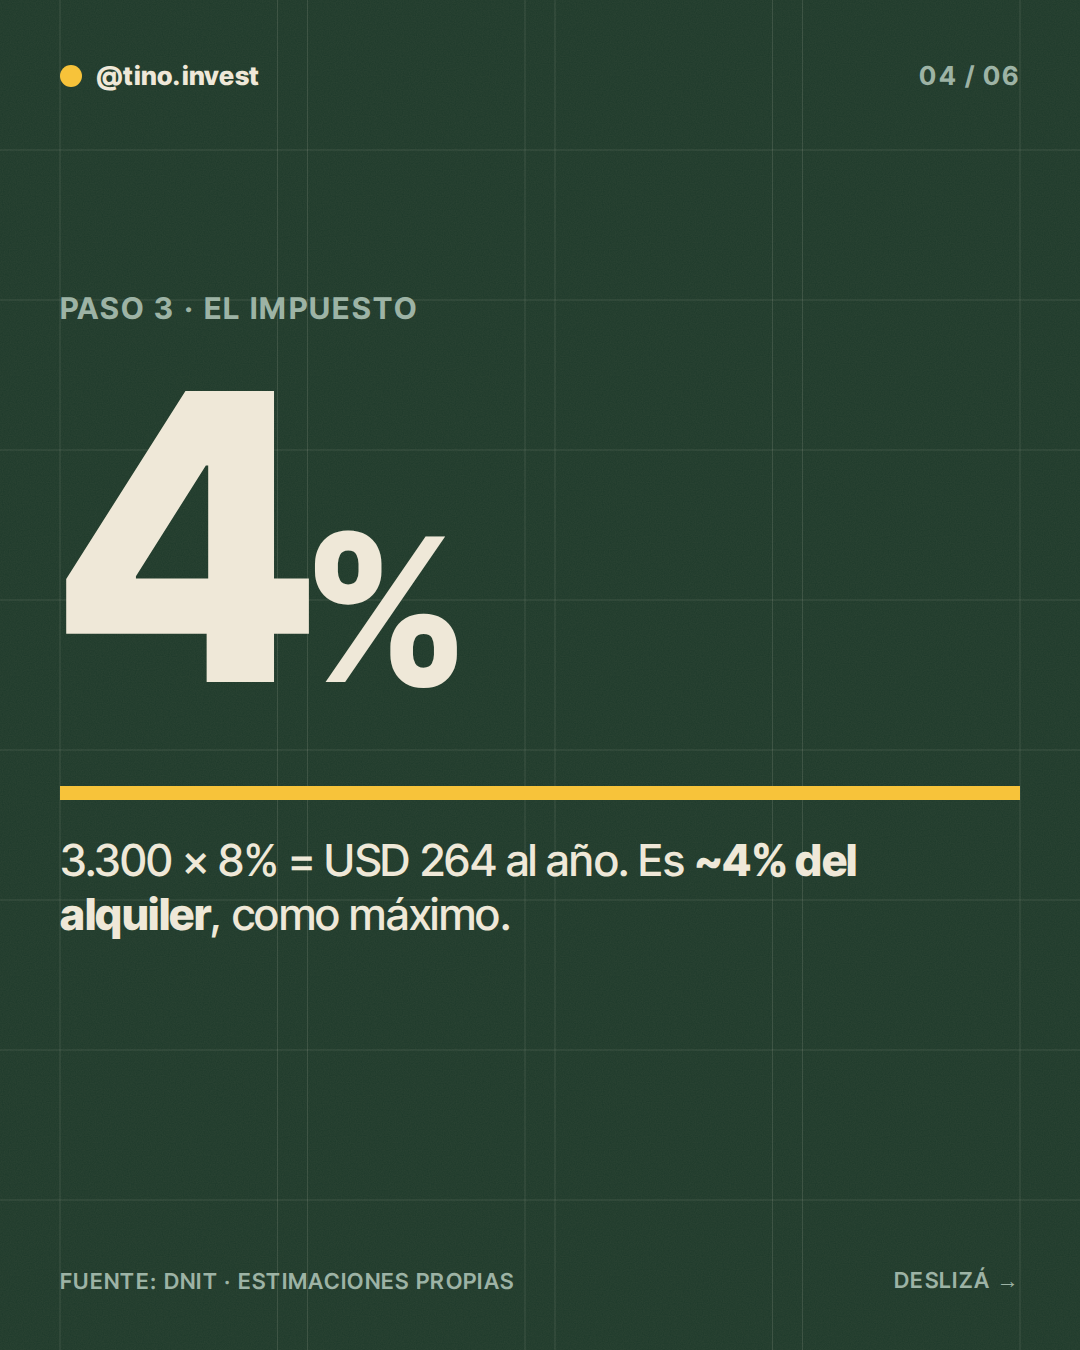 @tino.invest
04 / 06
PASO 3 · EL IMPUESTO
4%
3.300 × 8% = USD 264 al año. Es ~4% del
alquiler, como máximo.
FUENTE: DNIT · ESTIMACIONES PROPIAS
DESLIZÁ →